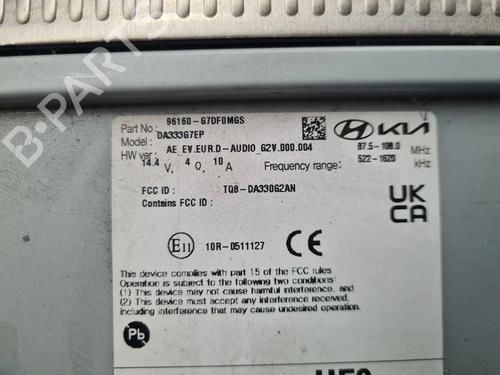 B-PARTS
96160-G7DF0MGS
Part No: DA333G7EP
HW ver: AE_EV.EUR.D-AUDIO_G2V.000.004
14.4 V, 4 Ω, 10 A
HYUNDAI KIA
Frequency range: 87.5-108.0 MHz
522-1620 kHz
FCC ID: TQ8-DA330G2AN
Contains FCC ID:
UK CA
E11 10R-0511127 CE
This device complies with part 15 of the FCC rules
Operation is subject to the following two conditions:
(1) This device may not cause harmful interference, and
(2) This device must accept any interference received,
including interference that may cause undesired operation.
Pb